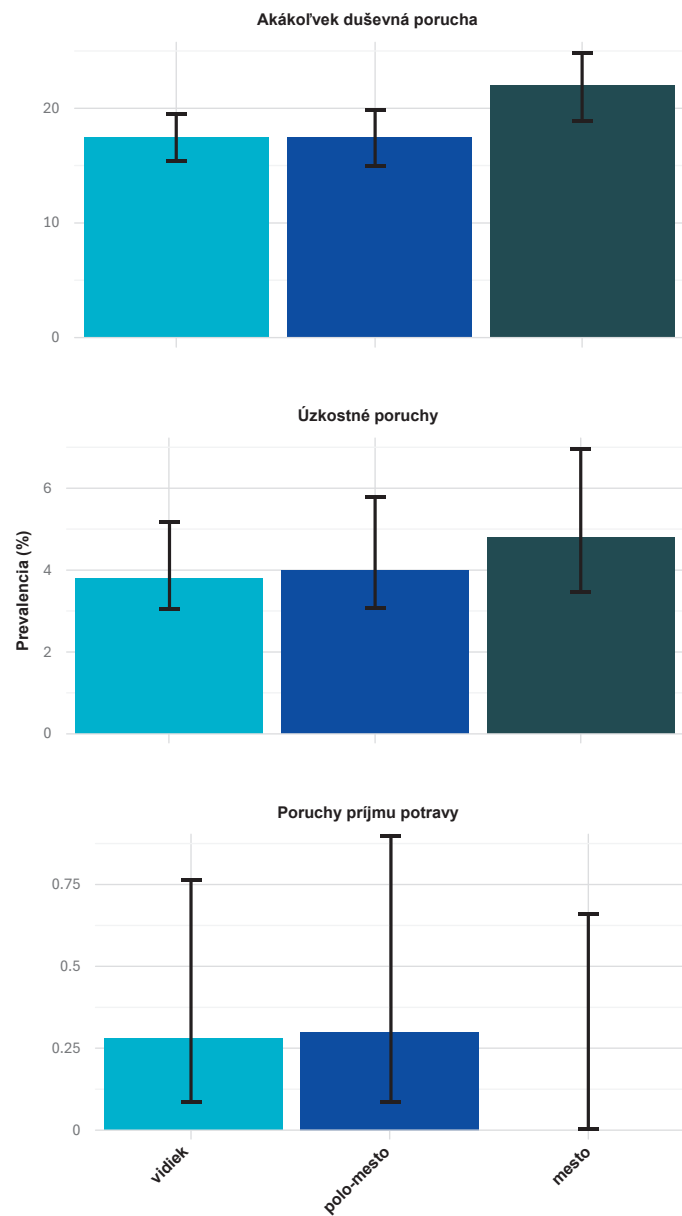 Akákoľvek duševná porucha
20
10
0
Úzkostné poruchy
Prevalencia (%)
6
4
2
0
Poruchy príjmu potravy
0.75
0.5
0.25
0
vidiek
polo-mesto
mesto